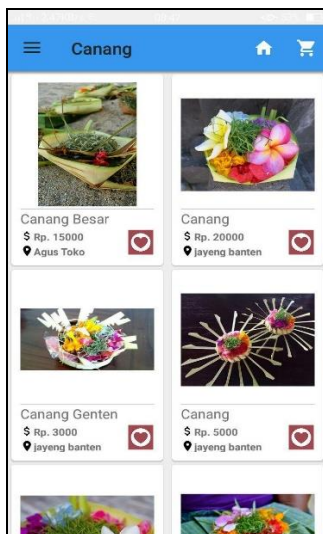 Canang
Canang Besar
$ Rp. 15000
Agus Toko
Canang
$ Rp. 20000
jayeng banten
Canang Genten
$ Rp. 3000
jayeng banten
Canang
$ Rp. 5000
jayeng banten